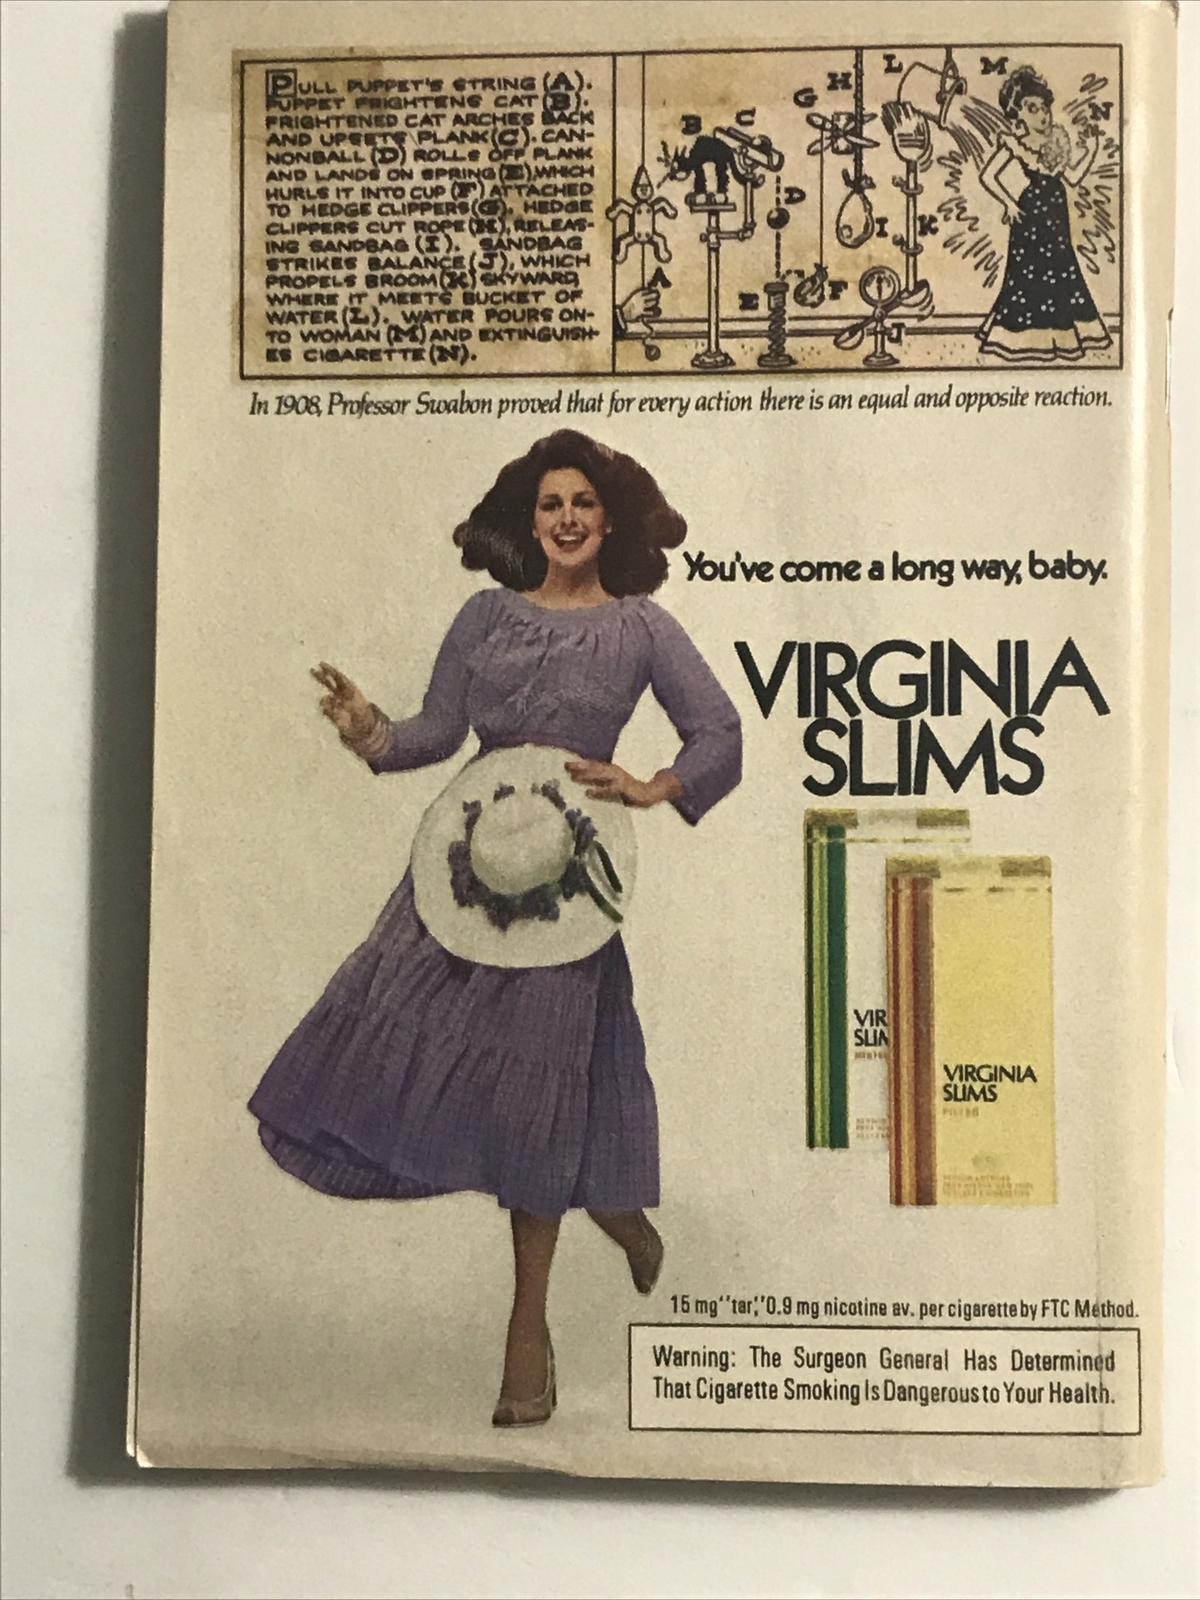 PULL PUPPET'S STRING (A).
PUPPET FRIGHTENS CAT (B).
FRIGHTENED CAT ARCHES BACK
AND UPSETS PLANK (C). CAN-
NONBALL (D) ROLLS OFF PLANK
AND LANDS ON SPRING (E), WHICH
HURLS IT INTO CUP (F) ATTACHED
TO HEDGE CLIPPERS (G). HEDGE
CLIPPERS CUT ROPE (H), RELEAS-
ING SANDBAG (I). SANDBAG
STRIKES BALANCE (J), WHICH
PROPELS BROOM (K) SKYWARD,
WHERE IT MEETS BUCKET OF
WATER (L). WATER POURS ON-
TO WOMAN (M) AND EXTINGUISH-
ES CIGARETTE (N).
A
B
C
D
E
F
G
H
I
J
K
L
M
N
In 1908, Professor Swabon proved that for every action there is an equal and opposite reaction.
You've come a long way, baby.
VIRGINIA
SLIMS
VIR
SLIM
VIRGINIA
SLIMS
FILTER
15 mg "tar," 0.9 mg nicotine av. per cigarette by FTC Method.
Warning: The Surgeon General Has Determined
That Cigarette Smoking Is Dangerous to Your Health.